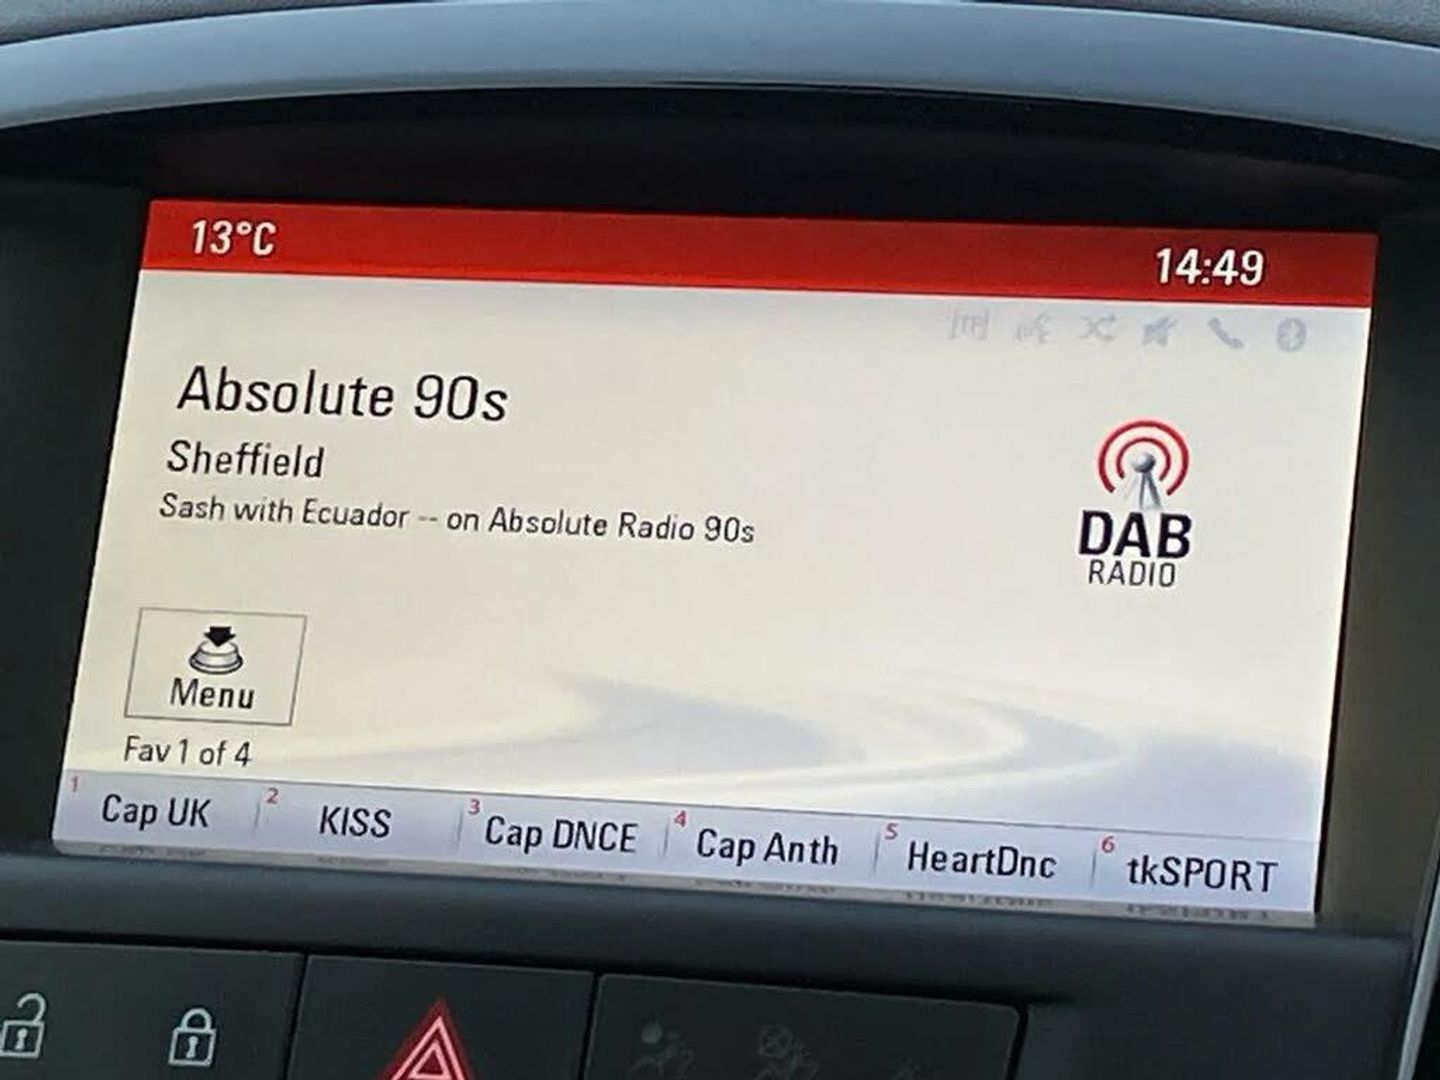 13°C 14:49
Absolute 90s
Sheffield
Sash with Ecuador -- on Absolute Radio 90s
DAB
RADIO
Menu
Fav 1 of 4
1 Cap UK 2 KISS 3 Cap DNCE 4 Cap Anth 5 HeartDnc 6 tkSPORT